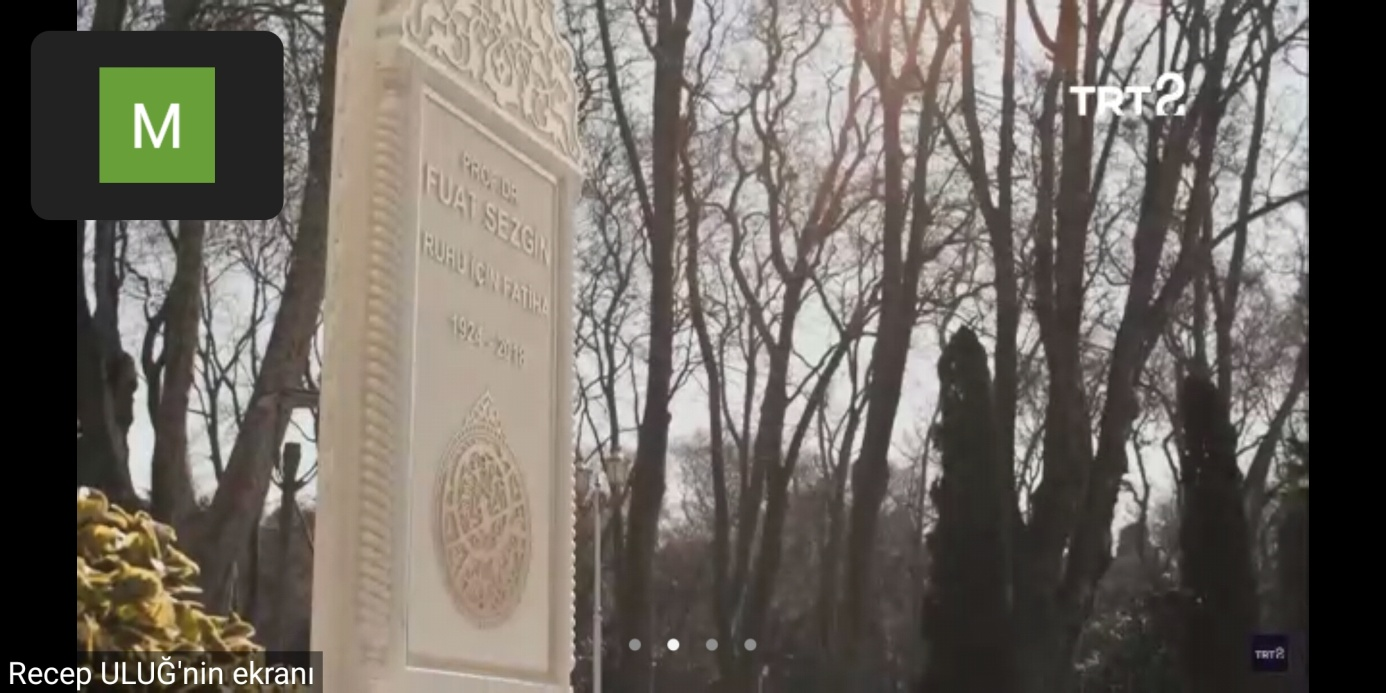 M
TRT2
PROF. DR.
FUAT SEZGİN
RUHU İÇİN FATİHA
1924 - 2018
TRT2
Recep ULUĞ'nin ekranı